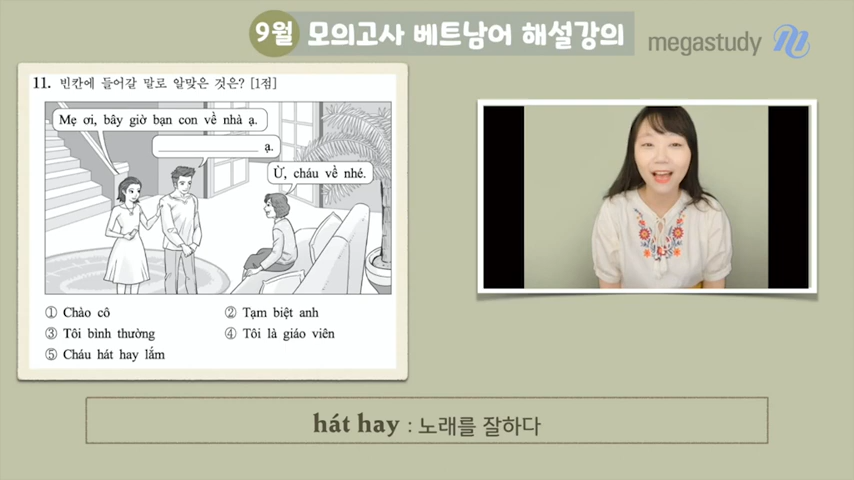 9월 모의고사 베트남어 해설강의
megastudy
11. 빈칸에 들어갈 말로 알맞은 것은? [1점]
Mẹ ơi, bây giờ bạn con về nhà ạ.
____________ ạ.
Ừ, cháu về nhé.
① Chào cô
② Tạm biệt anh
③ Tôi bình thường
④ Tôi là giáo viên
⑤ Cháu hát hay lắm
hát hay : 노래를 잘하다